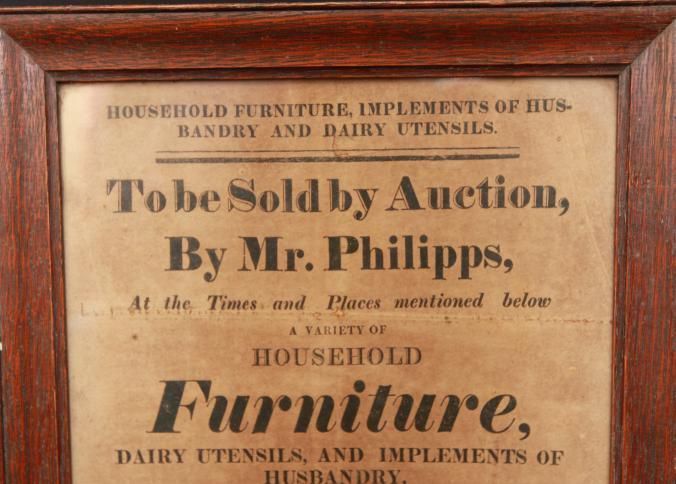 HOUSEHOLD FURNITURE, IMPLEMENTS OF HUS-
BANDRY AND DAIRY UTENSILS.
To be Sold by Auction,
By Mr. Philipps,
At the Times and Places mentioned below
A VARIETY OF
HOUSEHOLD
Furniture,
DAIRY UTENSILS, AND IMPLEMENTS OF
HUSBANDRY.